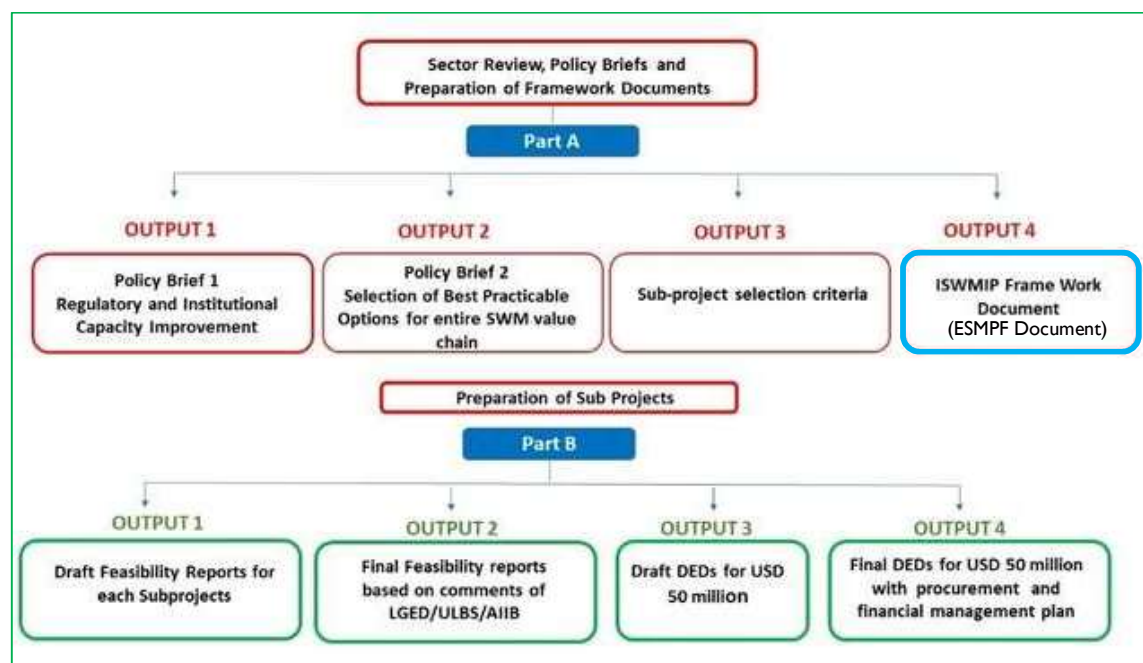 Sector Review, Policy Briefs and
Preparation of Framework Documents
Part A
OUTPUT 1
Policy Brief 1
Regulatory and Institutional
Capacity Improvement
OUTPUT 2
Policy Brief 2
Selection of Best Practicable
Options for entire SWM value
chain
OUTPUT 3
Sub-project selection criteria
OUTPUT 4
ISWMIP Frame Work
Document
(ESMPF Document)
Preparation of Sub Projects
Part B
OUTPUT 1
Draft Feasibility Reports for
each Subprojects
OUTPUT 2
Final Feasibility reports
based on comments of
LGED/ULBS/AIIB
OUTPUT 3
Draft DEDs for USD
50 million
OUTPUT 4
Final DEDs for USD 50 million
with procurement and
financial management plan